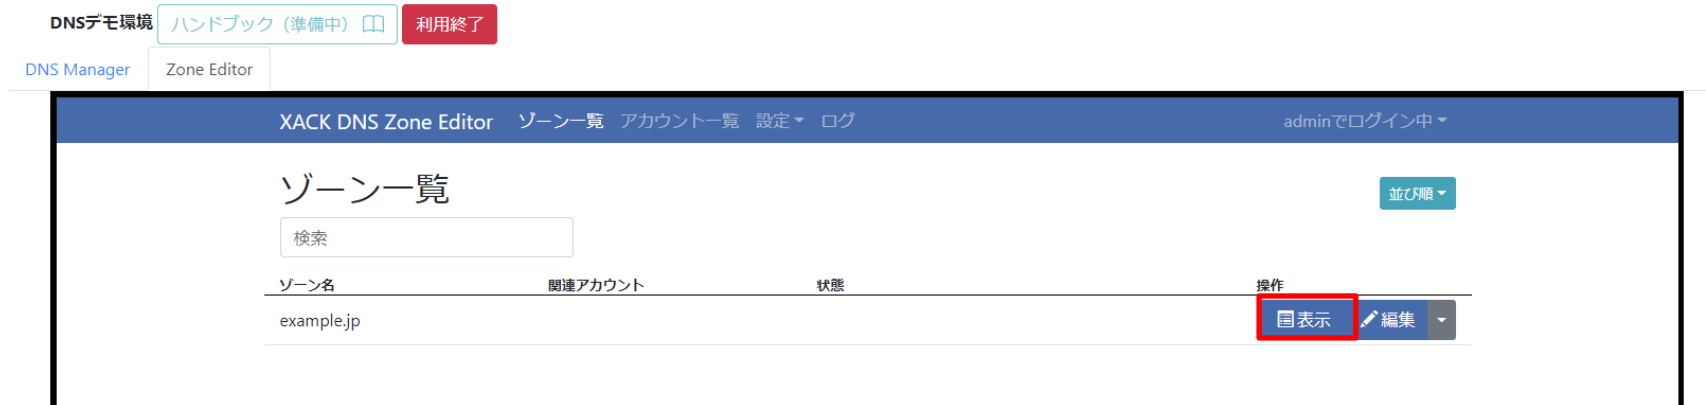 DNSデモ環境 ハンドブック（準備中） 利用終了
DNS Manager Zone Editor
XACK DNS Zone Editor ゾーン一覧 アカウント一覧 設定 ログ adminでログイン中
ゾーン一覧 並び順
検索
ゾーン名 関連アカウント 状態 操作
example.jp 表示 編集